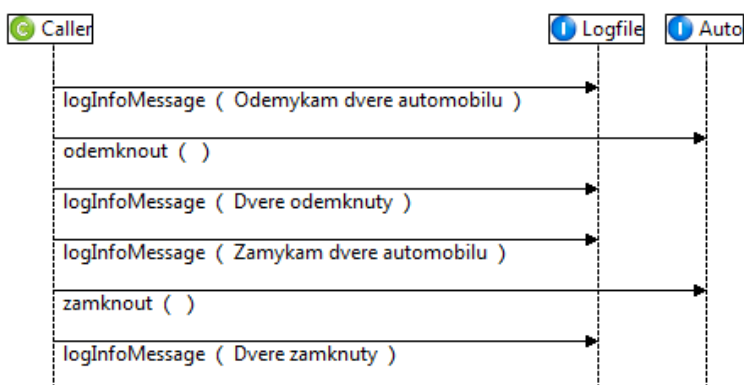 C Caller
I Logfile
I Auto
logInfoMessage ( Odemykam dvere automobilu )
odemknout ( )
logInfoMessage ( Dvere odemknuty )
logInfoMessage ( Zamykam dvere automobilu )
zamknout ( )
logInfoMessage ( Dvere zamknuty )